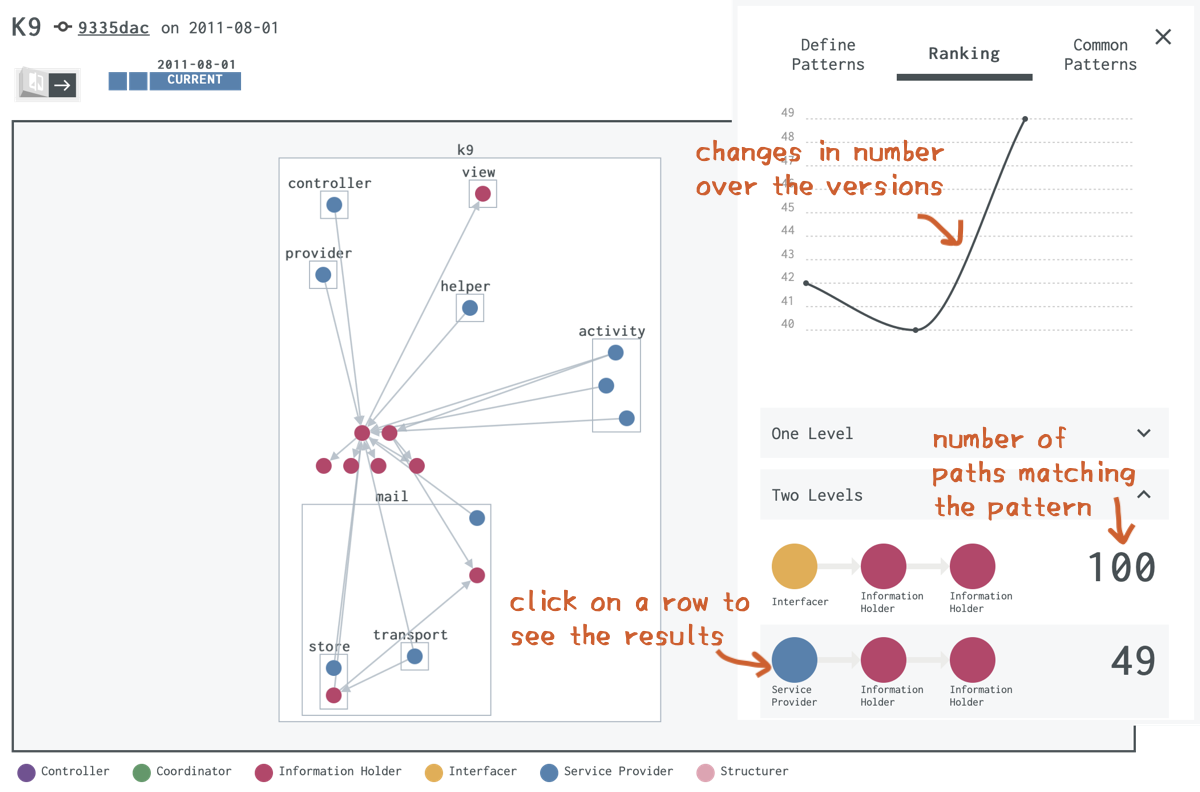 K9 9335dac on 2011-08-01
2011-08-01
CURRENT
Define
Patterns
Ranking
Common
Patterns
49
48
47
46
45
44
43
42
41
40
changes in number
over the versions
k9
controller
view
provider
helper
activity
mail
store
transport
One Level
Two Levels
number of
paths matching
the pattern
Interfacer
Information
Holder
Information
Holder
100
click on a row to
see the results
Service
Provider
Information
Holder
Information
Holder
49
Controller Coordinator Information Holder Interfacer Service Provider Structurer